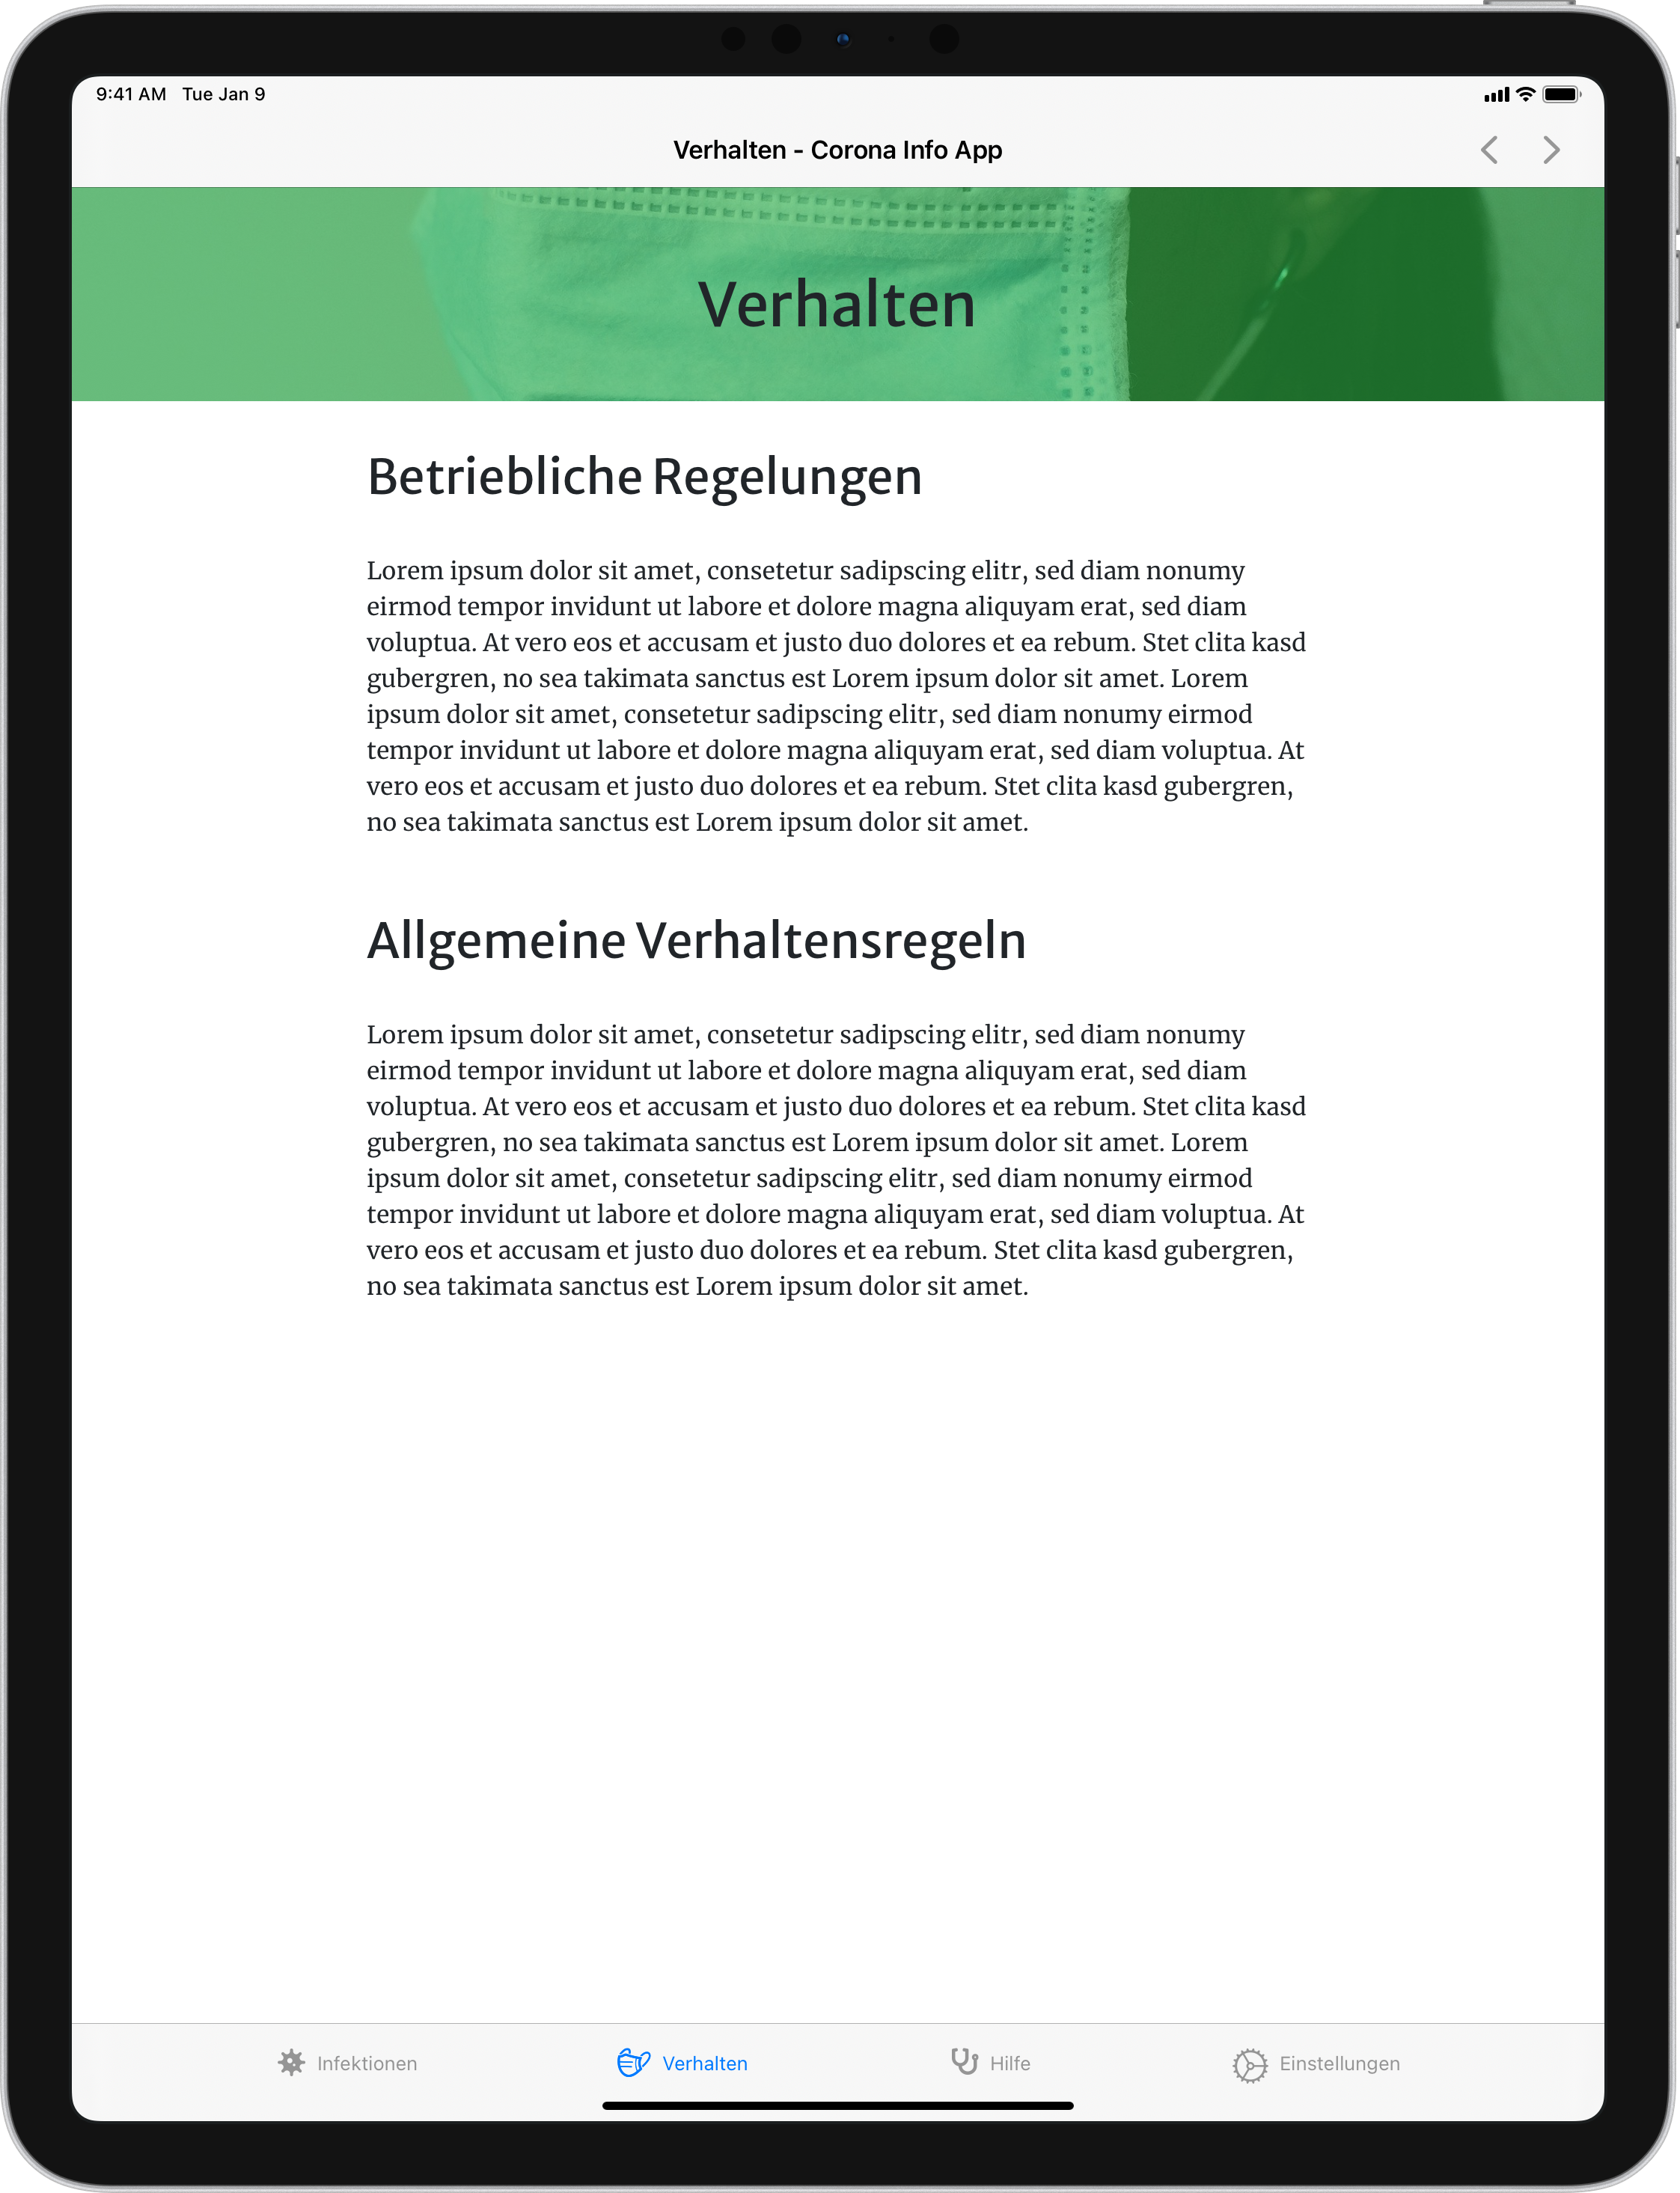 9:41 AM Tue Jan 9
Verhalten - Corona Info App
Verhalten
Betriebliche Regelungen
Lorem ipsum dolor sit amet, consetetur sadipscing elitr, sed diam nonumy
eirmod tempor invidunt ut labore et dolore magna aliquyam erat, sed diam
voluptua. At vero eos et accusam et justo duo dolores et ea rebum. Stet clita kasd
gubergren, no sea takimata sanctus est Lorem ipsum dolor sit amet. Lorem
ipsum dolor sit amet, consetetur sadipscing elitr, sed diam nonumy eirmod
tempor invidunt ut labore et dolore magna aliquyam erat, sed diam voluptua. At
vero eos et accusam et justo duo dolores et ea rebum. Stet clita kasd gubergren,
no sea takimata sanctus est Lorem ipsum dolor sit amet.
Allgemeine Verhaltensregeln
Lorem ipsum dolor sit amet, consetetur sadipscing elitr, sed diam nonumy
eirmod tempor invidunt ut labore et dolore magna aliquyam erat, sed diam
voluptua. At vero eos et accusam et justo duo dolores et ea rebum. Stet clita kasd
gubergren, no sea takimata sanctus est Lorem ipsum dolor sit amet. Lorem
ipsum dolor sit amet, consetetur sadipscing elitr, sed diam nonumy eirmod
tempor invidunt ut labore et dolore magna aliquyam erat, sed diam voluptua. At
vero eos et accusam et justo duo dolores et ea rebum. Stet clita kasd gubergren,
no sea takimata sanctus est Lorem ipsum dolor sit amet.
Infektionen Verhalten Hilfe Einstellungen